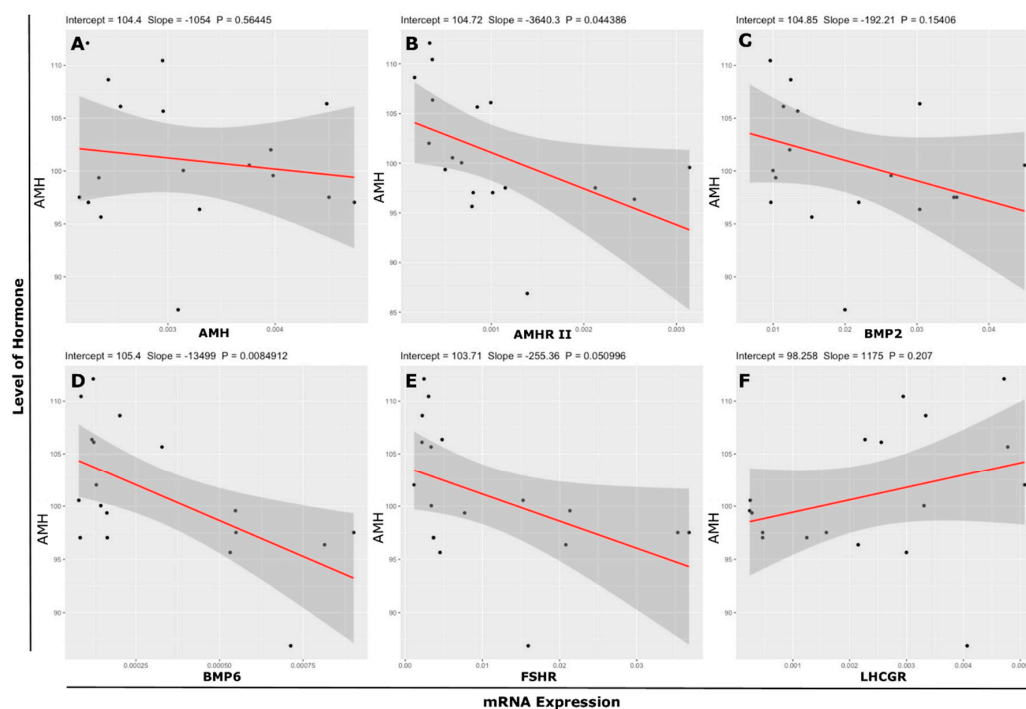 Intercept = 104.4 Slope = -1054 P = 0.56445
A
110
105
100
95
90
AMH
0.003
0.004
AMH
Intercept = 104.72 Slope = -3640.3 P = 0.044386
B
110
105
100
95
90
85
AMH
0.001
0.002
0.003
AMHR II
Intercept = 104.85 Slope = -192.21 P = 0.15406
G
110
105
100
95
90
AMH
0.01
0.02
0.03
0.04
BMP2
Intercept = 105.4 Slope = -13499 P = 0.0084912
D
110
105
100
95
90
AMH
0.00025
0.00050
0.00075
BMP6
Intercept = 103.71 Slope = -255.36 P = 0.050996
E
110
105
100
95
90
AMH
0.00
0.01
0.02
0.03
FSHR
Intercept = 98.258 Slope = 1175 P = 0.207
F
110
105
100
95
90
AMH
0.001
0.002
0.003
0.004
LHCGR
Level of Hormone
mRNA Expression